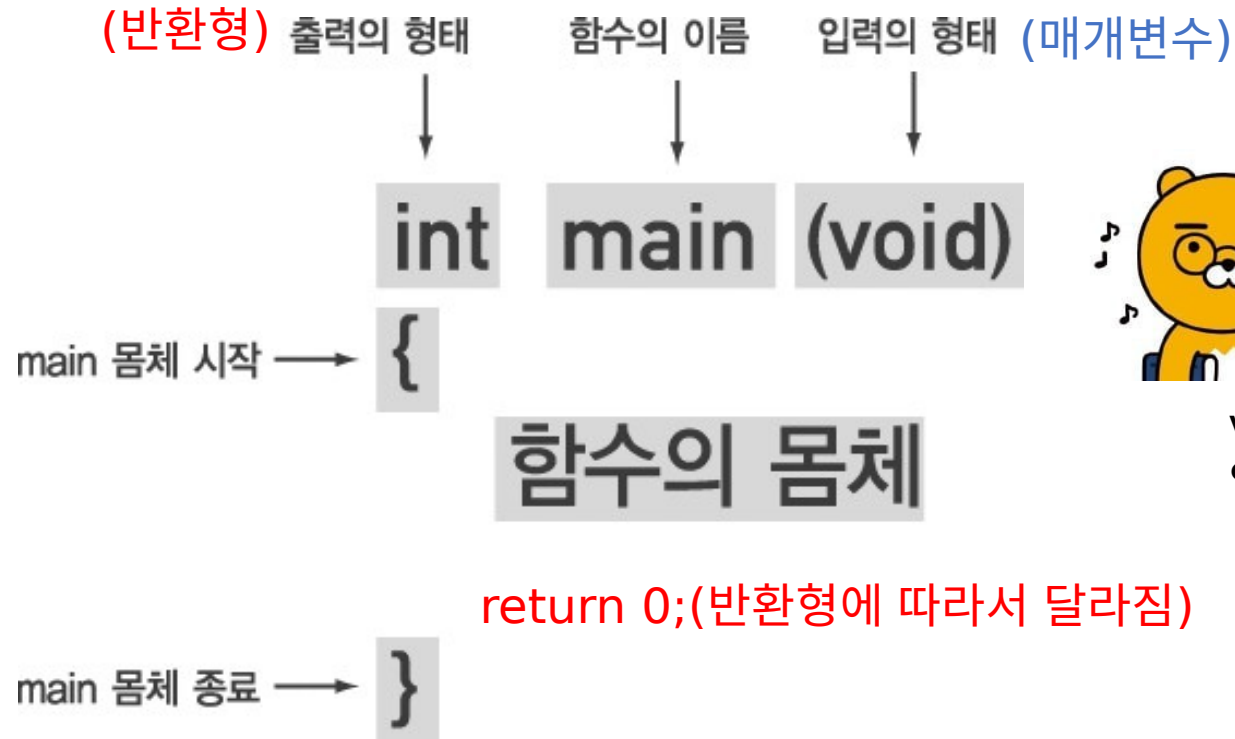 (반환형) 출력의 형태 함수의 이름 입력의 형태 (매개변수)
int main (void)
main 몸체 시작 {
함수의 몸체
return 0;(반환형에 따라서 달라짐)
main 몸체 종료 }